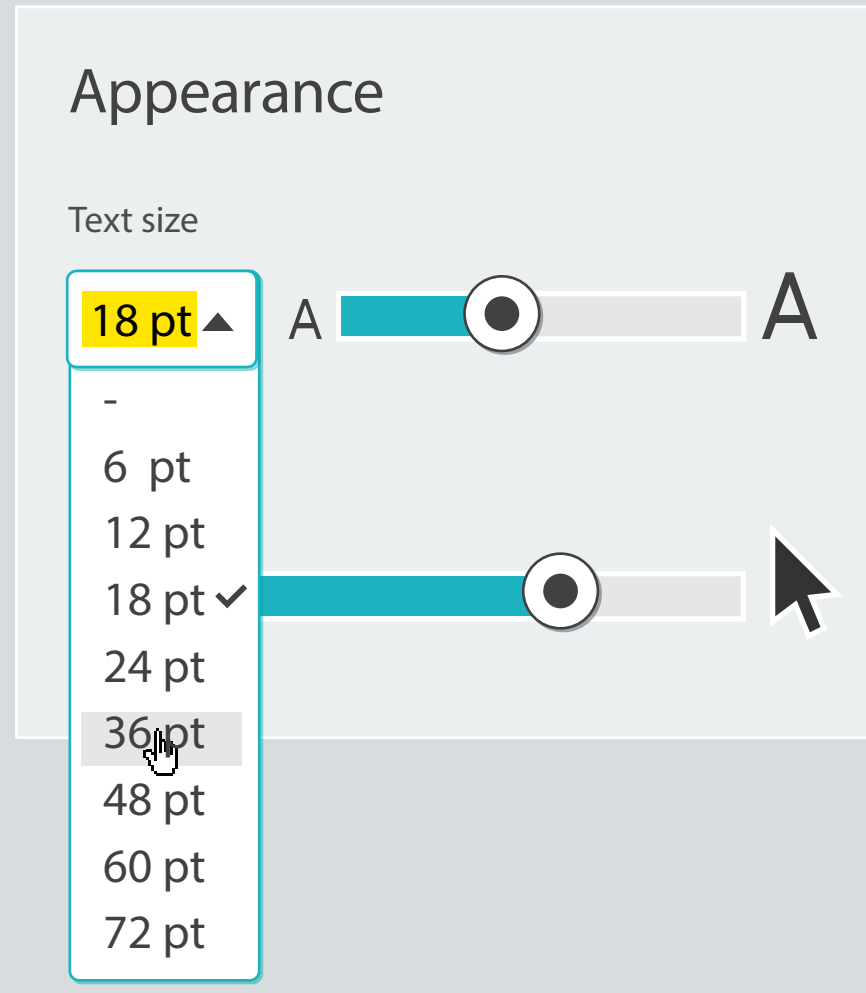 Appearance
Text size
18 pt
A A
-
6 pt
12 pt
18 pt
24 pt
36 pt
48 pt
60 pt
72 pt